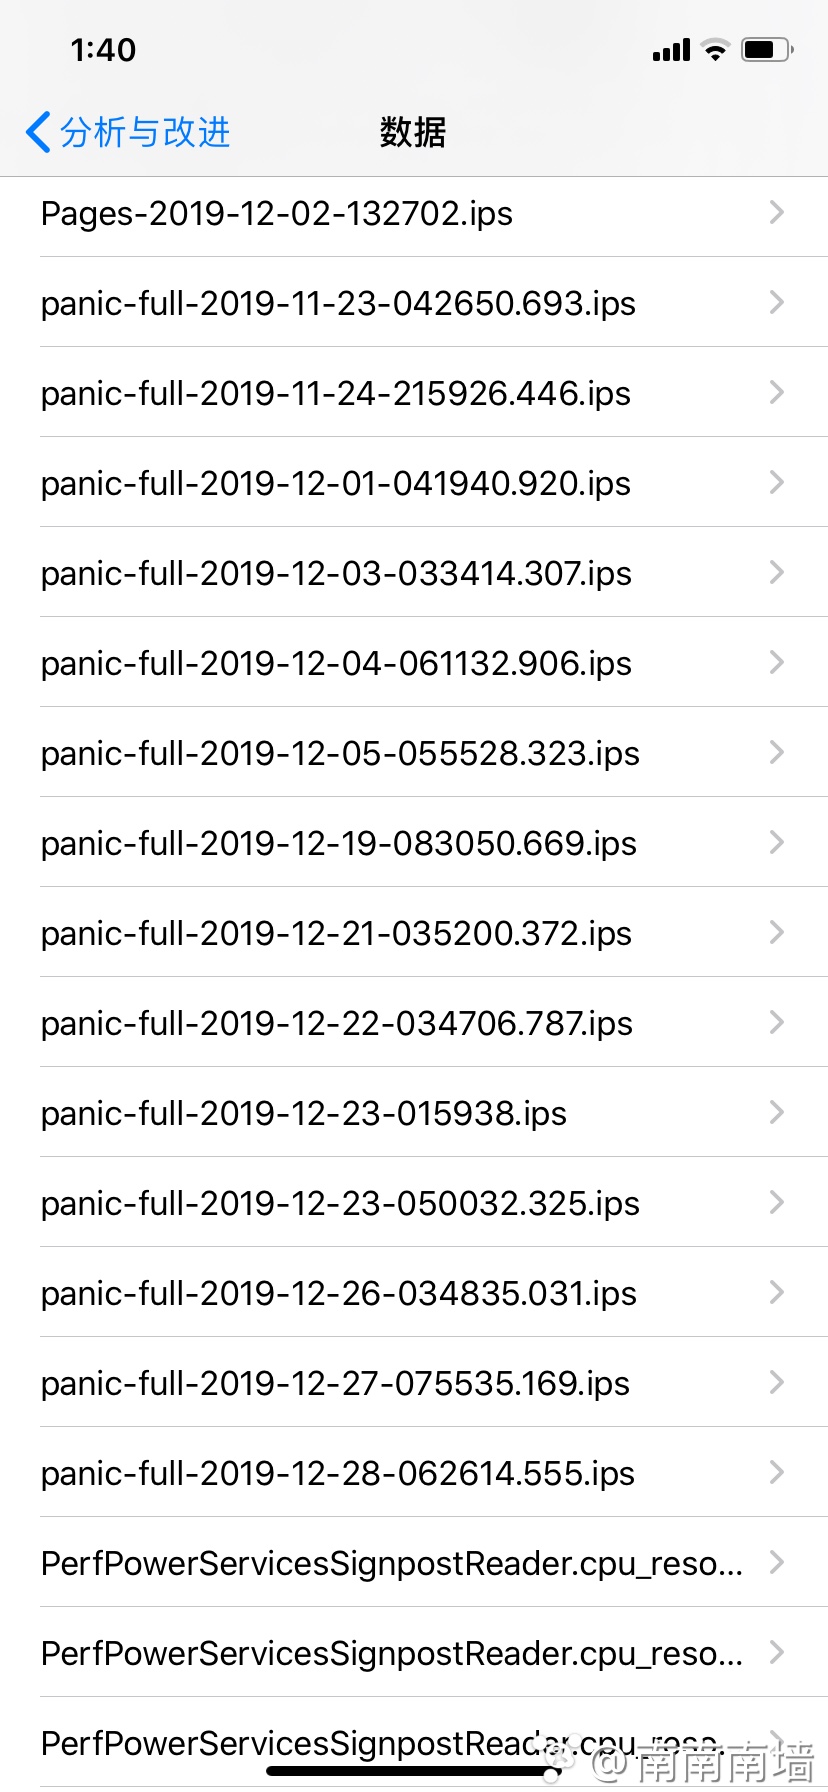 1:40
分析与改进
数据
Pages-2019-12-02-132702.ips
panic-full-2019-11-23-042650.693.ips
panic-full-2019-11-24-215926.446.ips
panic-full-2019-12-01-041940.920.ips
panic-full-2019-12-03-033414.307.ips
panic-full-2019-12-04-061132.906.ips
panic-full-2019-12-05-055528.323.ips
panic-full-2019-12-19-083050.669.ips
panic-full-2019-12-21-035200.372.ips
panic-full-2019-12-22-034706.787.ips
panic-full-2019-12-23-015938.ips
panic-full-2019-12-23-050032.325.ips
panic-full-2019-12-26-034835.031.ips
panic-full-2019-12-27-075535.169.ips
panic-full-2019-12-28-062614.555.ips
PerfPowerServicesSignpostReader.cpu_reso...
PerfPowerServicesSignpostReader.cpu_reso...
PerfPowerServicesSignpostReader.cpu_reso...
@南南南墙